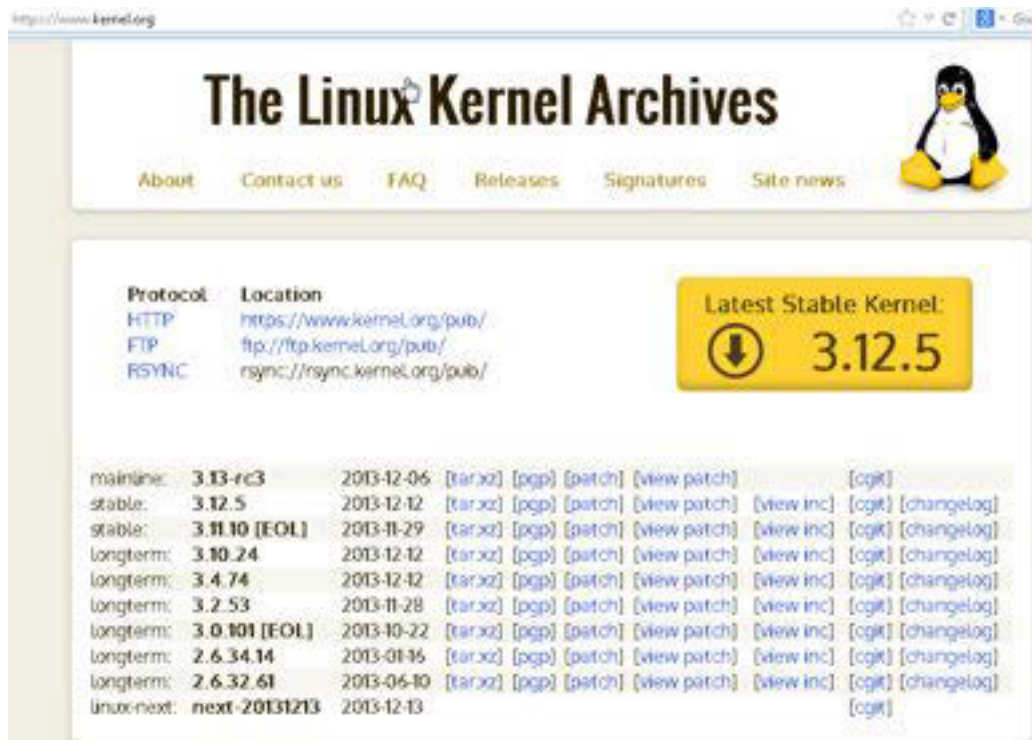 https://www.kernel.org
The Linux Kernel Archives
About Contact us FAQ Releases Signatures Site news
Protocol Location
HTTP https://www.kernel.org/pub/
FTP ftp://ftp.kernel.org/pub/
RSYNC rsync://rsync.kernel.org/pub/
Latest Stable Kernel:
3.12.5
mainline: 3.13-rc3 2013-12-06 [tar.xz] [pgp] [patch] [view patch] [cgit]
stable: 3.12.5 2013-12-12 [tar.xz] [pgp] [patch] [view patch] [view inc] [cgit] [changelog]
stable: 3.11.10 [EOL] 2013-11-29 [tar.xz] [pgp] [patch] [view patch] [view inc] [cgit] [changelog]
longterm: 3.10.24 2013-12-12 [tar.xz] [pgp] [patch] [view patch] [view inc] [cgit] [changelog]
longterm: 3.4.74 2013-12-12 [tar.xz] [pgp] [patch] [view patch] [view inc] [cgit] [changelog]
longterm: 3.2.53 2013-11-28 [tar.xz] [pgp] [patch] [view patch] [view inc] [cgit] [changelog]
longterm: 3.0.101 [EOL] 2013-10-22 [tar.xz] [pgp] [patch] [view patch] [view inc] [cgit] [changelog]
longterm: 2.6.34.14 2013-01-16 [tar.xz] [pgp] [patch] [view patch] [view inc] [cgit] [changelog]
longterm: 2.6.32.61 2013-06-10 [tar.xz] [pgp] [patch] [view patch] [view inc] [cgit] [changelog]
linux-next: next-20131213 2013-12-13 [cgit]